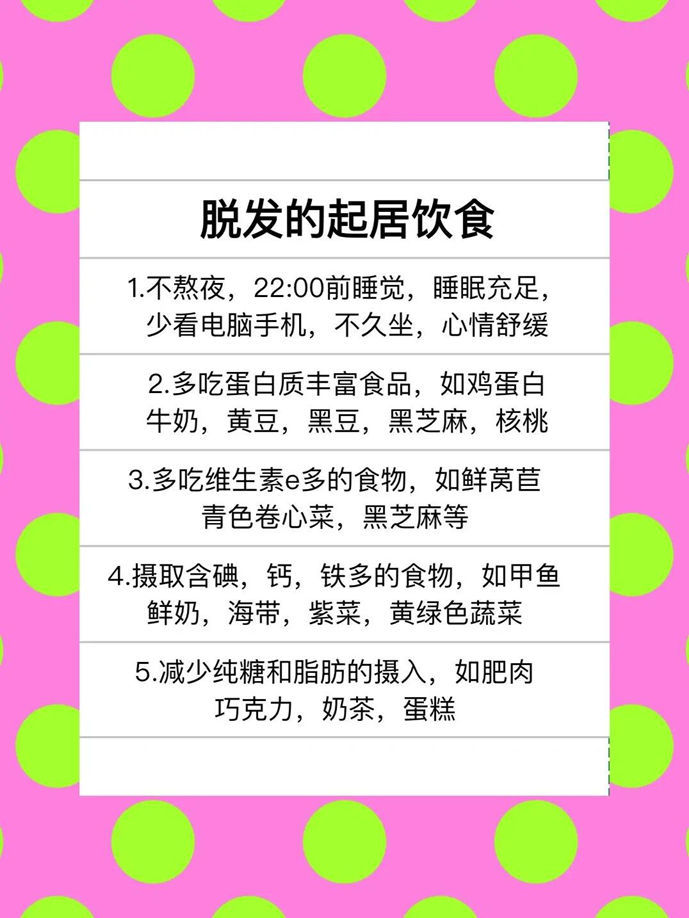 脱发的起居饮食
1.不熬夜，22:00前睡觉，睡眠充足，
少看电脑手机，不久坐，心情舒缓
2.多吃蛋白质丰富食品，如鸡蛋白
牛奶，黄豆，黑豆，黑芝麻，核桃
3.多吃维生素e多的食物，如鲜莴苣
青色卷心菜，黑芝麻等
4.摄取含碘，钙，铁多的食物，如甲鱼
鲜奶，海带，紫菜，黄绿色蔬菜
5.减少纯糖和脂肪的摄入，如肥肉
巧克力，奶茶，蛋糕